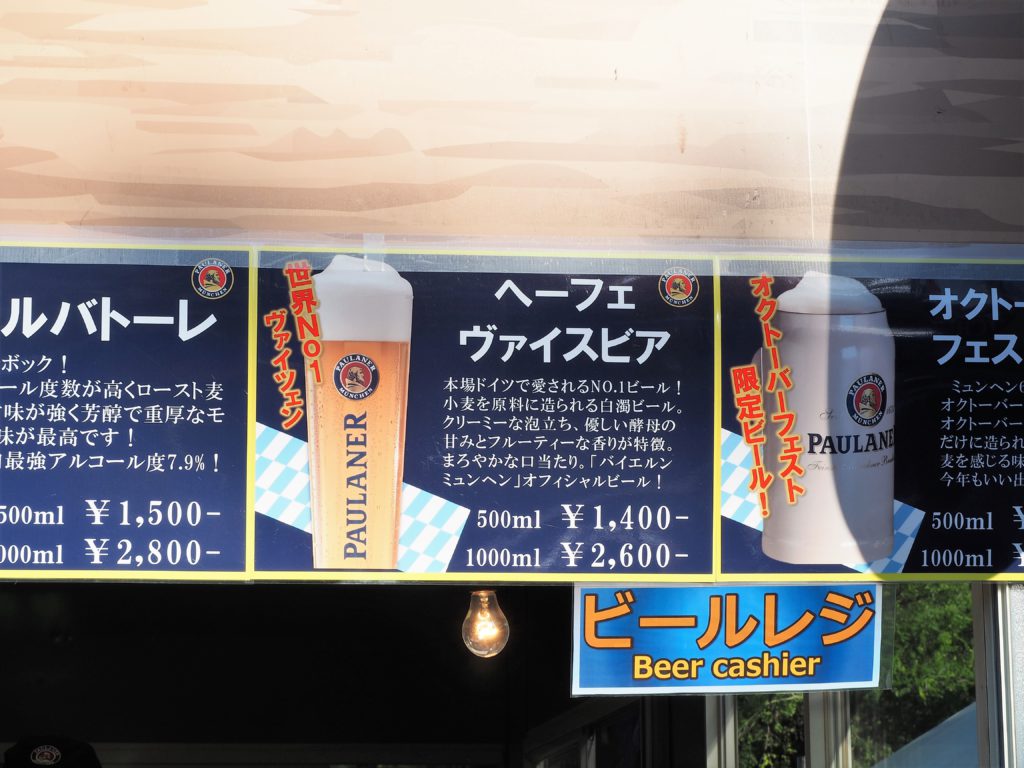 ルバトーレ
ボック!
ール度数が高くロースト麦
味が強く芳醇で重厚なモ
味が最高です!
最強アルコール度7.9%!
500ml ¥1,500-
000ml ¥2,800-
PAULANER
MÜNCHEN
世界NO1
ヴァイツェン
PAULANER
MÜNCHEN
PAULANER
ヘーフェ
ヴァイスビア
PAULANER
MÜNCHEN
本場ドイツで愛されるNO.1ビール!
小麦を原料に造られる白濁ビール。
クリーミーな泡立ち、優しい酵母の
甘みとフルーティーな香りが特徴。
まろやかな口当たり。「バイエルン
ミュンヘン」オフィシャルビール!
500ml ¥1,400-
1000ml ¥2,600-
オクトーバーフェスト
限定ビール!
PAULANE
オクトー
フェス
ミュンヘン
オクトーバー
オクトーバー
だけに造られ
麦を感じる味
今年もいい出
500ml ¥
1000ml ¥
ビールレジ
Beer cashier